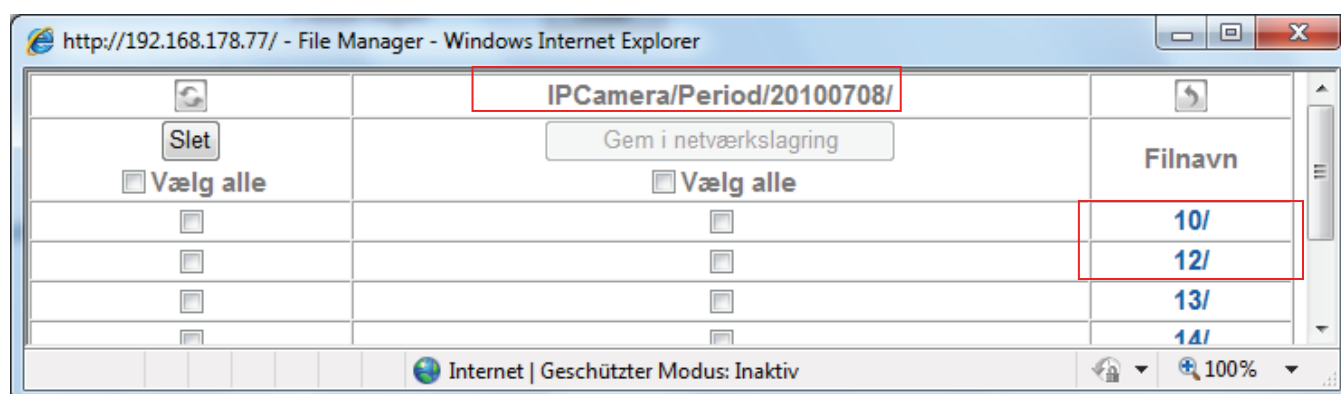 http://192.168.178.77/ - File Manager - Windows Internet Explorer
IPCamera/Period/20100708/
Slet
Gem i netværkslagring
Filnavn
Vælg alle
Vælg alle
10/
12/
13/
14/
Internet | Geschützter Modus: Inaktiv
100%